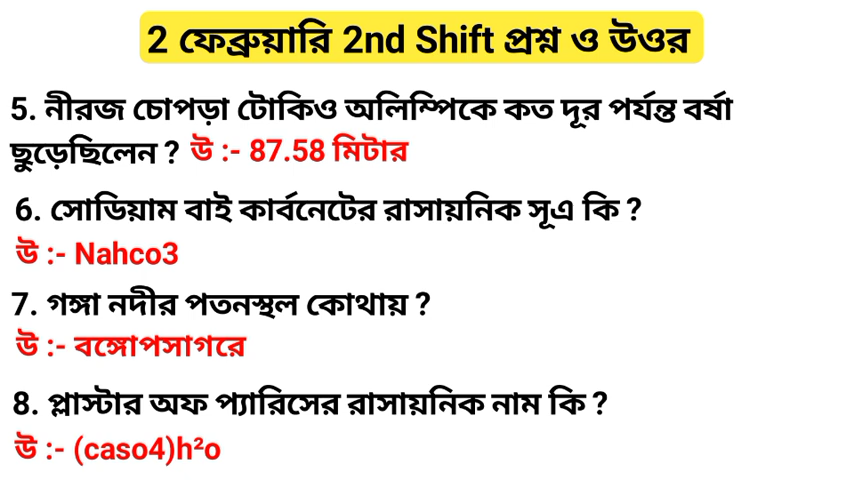 2 ফেব্রুয়ারি 2nd Shift প্রশ্ন ও উওর
5. নীরজ চোপড়া টোকিও অলিম্পিকে কত দূর পর্যন্ত বর্ষা
ছুড়েছিলেন ? উ :- 87.58 মিটার
6. সোডিয়াম বাই কার্বনেটের রাসায়নিক সূএ কি ?
উ :- Nahco3
7. গঙ্গা নদীর পতনস্থল কোথায় ?
উ :- বঙ্গোপসাগরে
8. প্লাস্টার অফ প্যারিসের রাসায়নিক নাম কি ?
উ :- (caso4)h²o